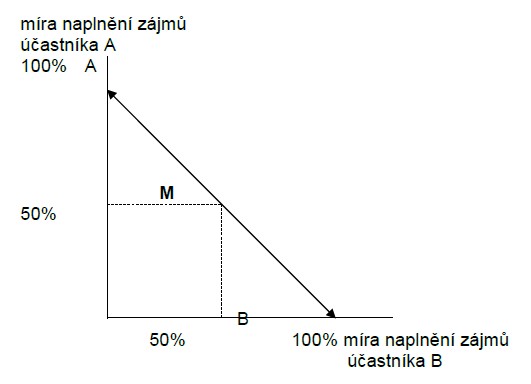 míra naplnění zájmů
účastníka A
100% A
M
50%
B
50% 100% míra naplnění zájmů
účastníka B